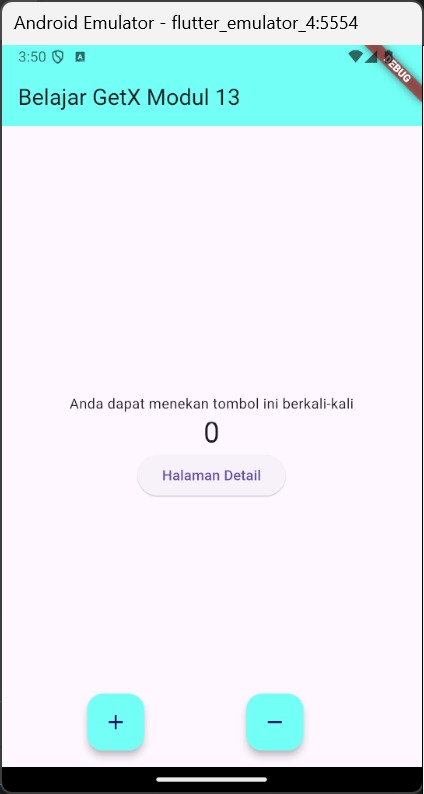 Android Emulator - flutter_emulator_4:5554
3:50
A
DEBUG
Belajar GetX Modul 13
Anda dapat menekan tombol ini berkali-kali
0
Halaman Detail
+
−